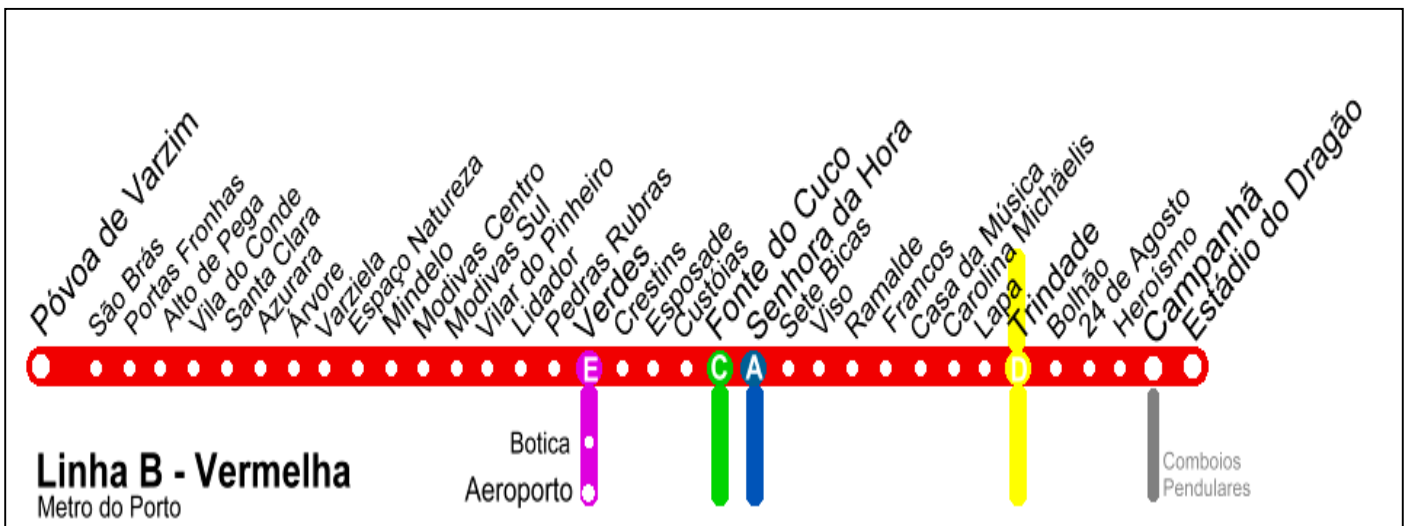 Póvoa de Varzim
São Brás
Portas Fronhas
Alto de Pega
Vila do Conde
Santa Clara
Azurara
Árvore
Varziela
Espaço Natureza
Mindelo
Modivas Centro
Modivas Sul
Vilar do Pinheiro
Lidador
Pedras Rubras
Verdes
Crestins
Esposade
Custóias
Fonte do Cuco
Senhora da Hora
Sete Bicas
Viso
Ramalde
Francos
Casa da Música
Carolina Michäelis
Lapa
Trindade
Bolhão
24 de Agosto
Heroísmo
Campanhã
Estádio do Dragão
E
C
A
D
Botica
Aeroporto
Linha B - Vermelha
Metro do Porto
Comboios
Pendulares